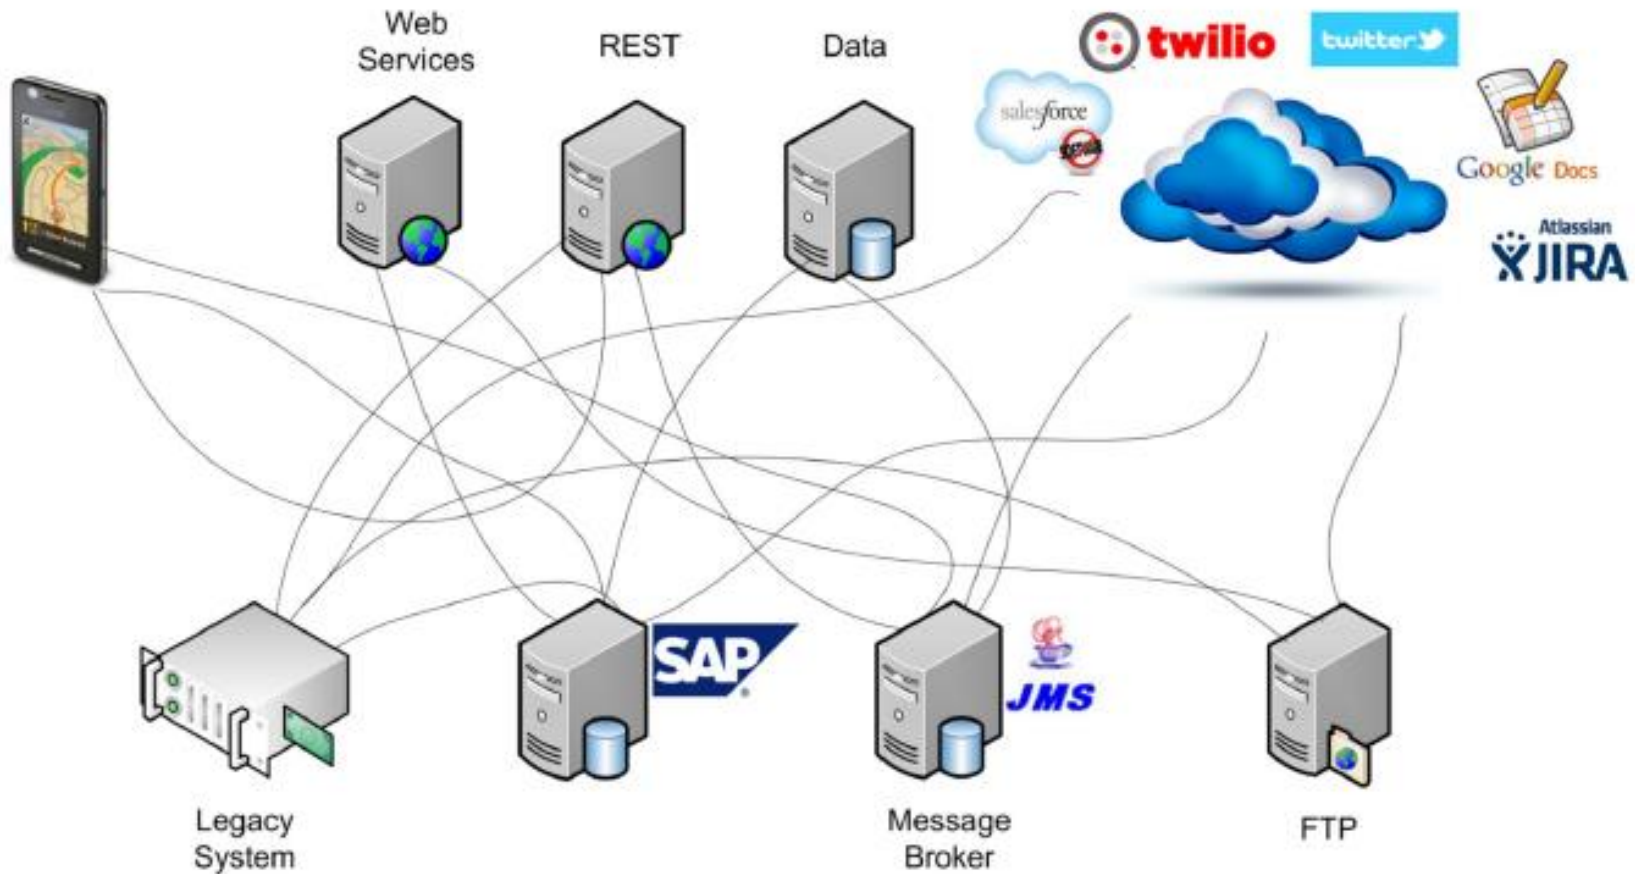 Web
Services
REST
Data
twilio
twitter
salesforce
Google Docs
Atlassian
JIRA
SAP
®
JMS
Legacy
System
Message
Broker
FTP